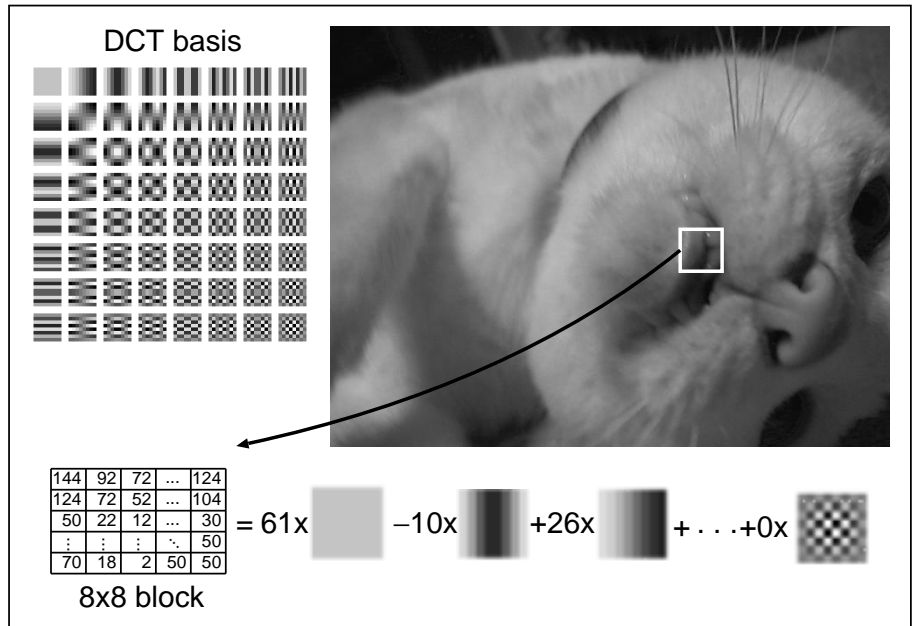 DCT basis
144 92 72 ... 124
124 72 52 ... 104
50 22 12 ... 30
⋮ ⋮ ⋮ ⋱ 50
70 18 2 50 50
= 61x −10x +26x + . . . +0x
8x8 block